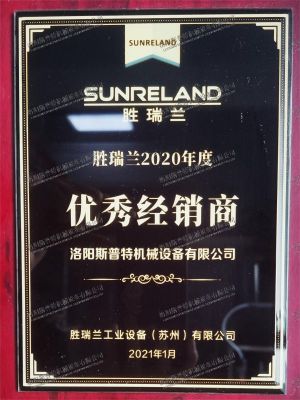 SUNRELAND
SUNRELAND
胜瑞兰
胜瑞兰2020年度
优秀经销商
洛阳斯普特机械设备有限公司
胜瑞兰工业设备（苏州）有限公司
2021年1月